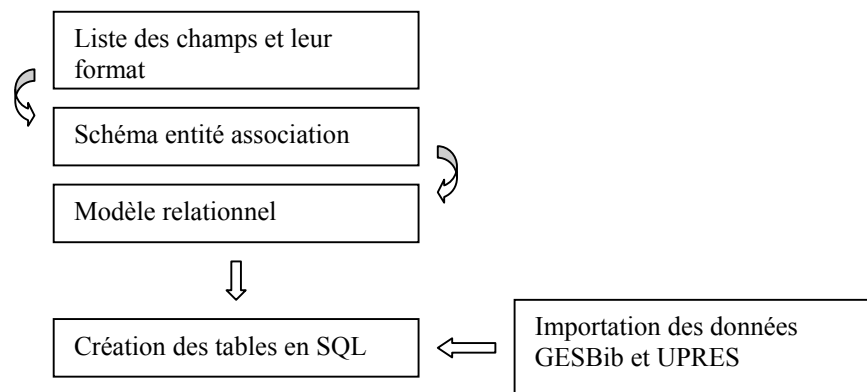 Liste des champs et leur
format
Schéma entité association
Modèle relationnel
Création des tables en SQL
Importation des données
GESBib et UPRES